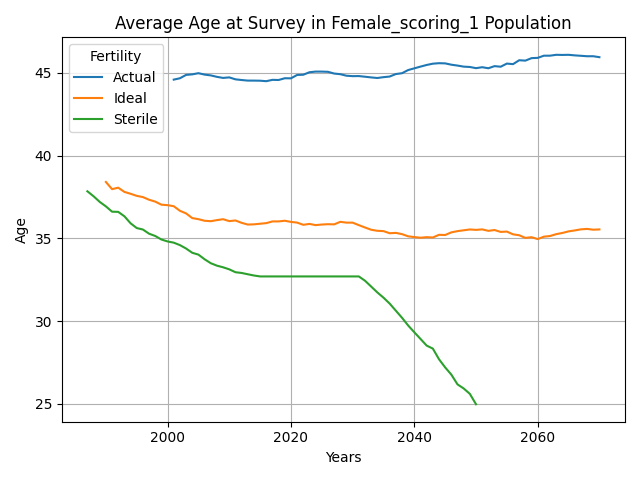 Average Age at Survey in Female_scoring_1 Population
Fertility
Actual
Ideal
Sterile
45
40
35
30
25
Age
2000
2020
2040
2060
Years